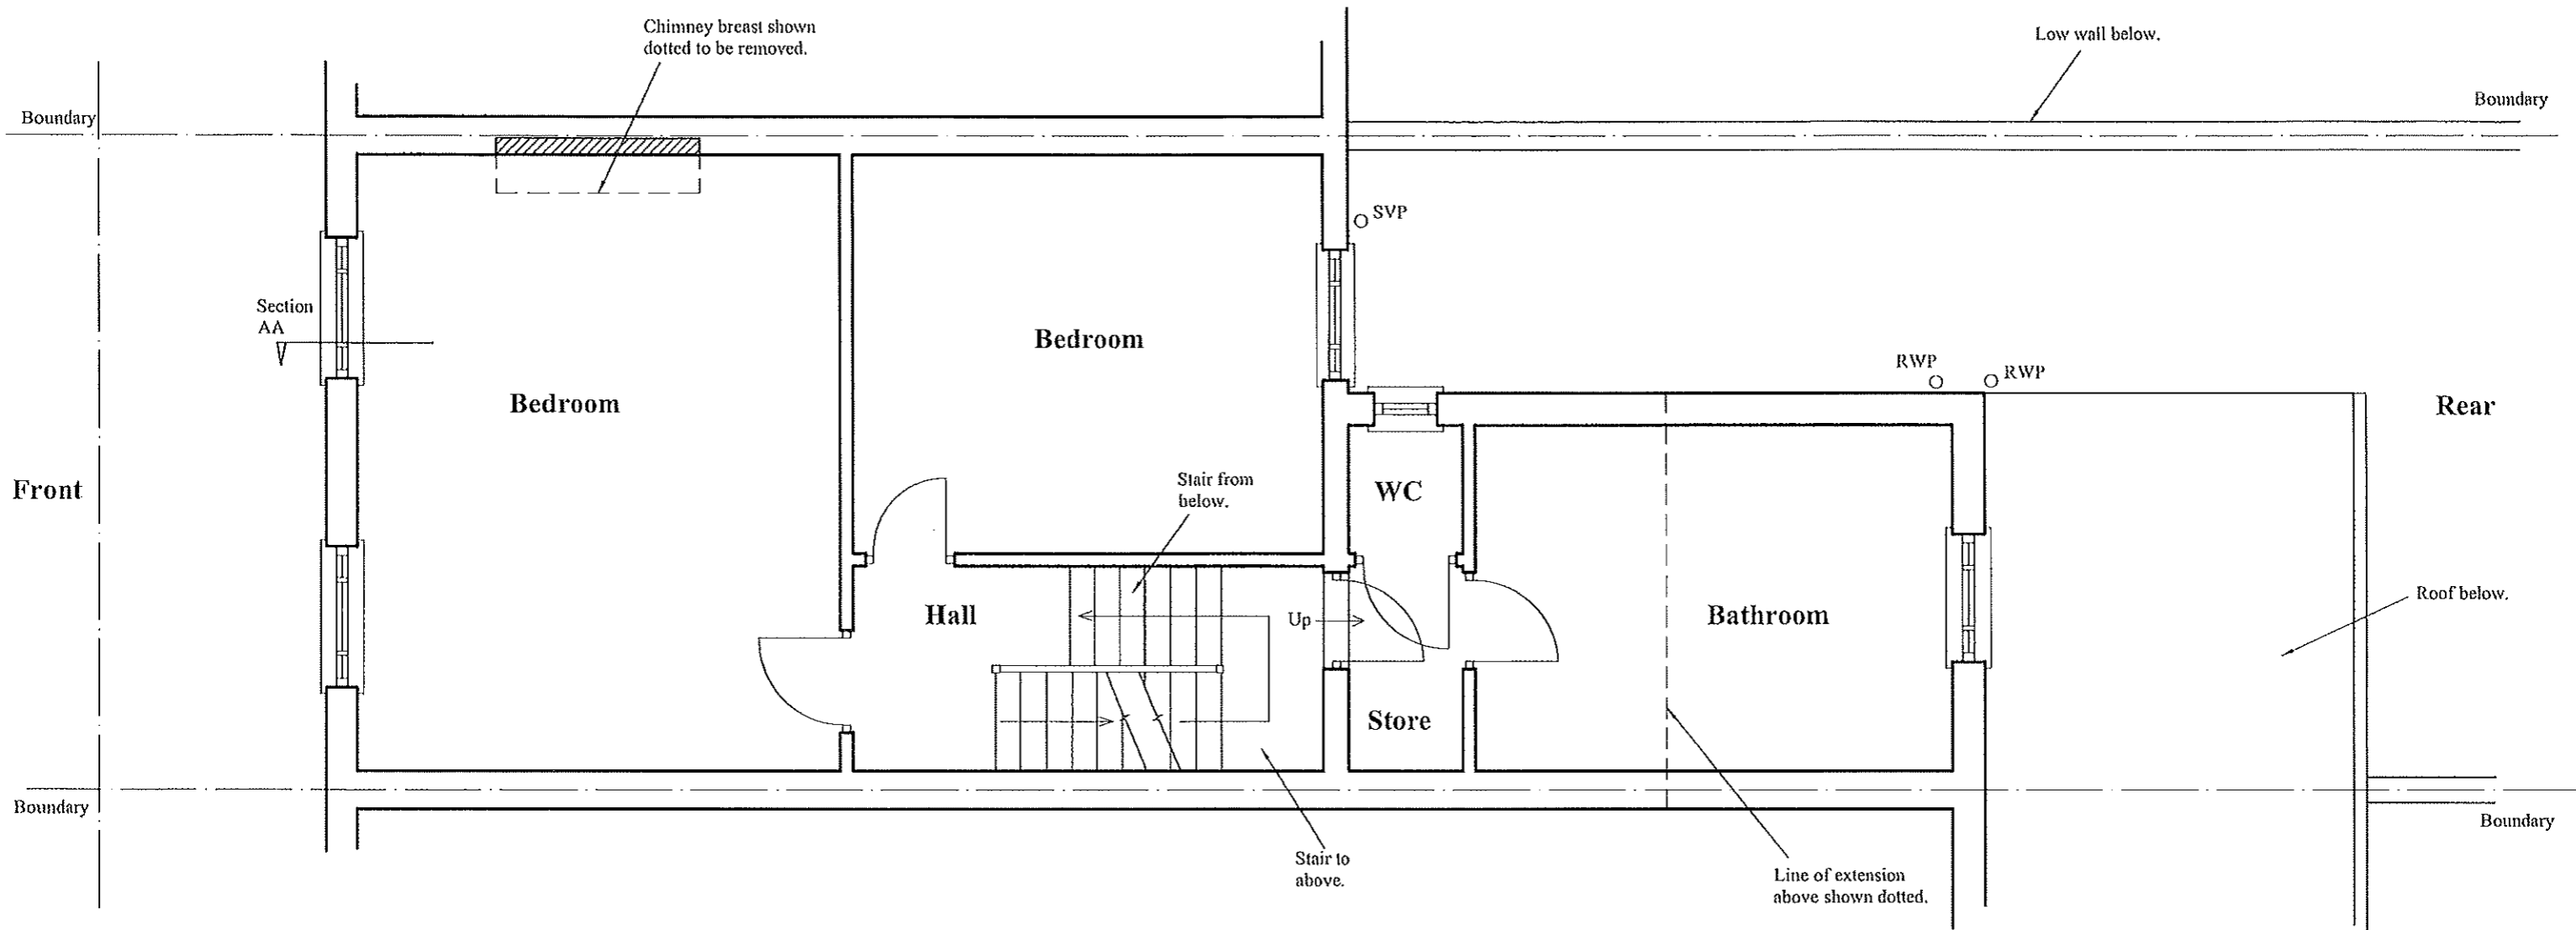 Chimney breast shown
dotted to be removed.
Low wall below.
Boundary
Boundary
SVP
Section
AA
Bedroom
RWP
RWP
Bedroom
Rear
Front
Stair from
below.
WC
Roof below.
Hall
Up
Bathroom
Store
Boundary
Boundary
Stair to
above.
Line of extension
above shown dotted.